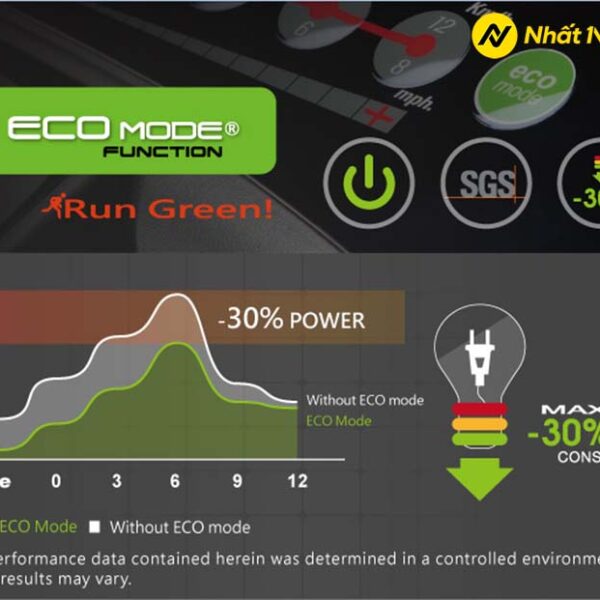 Nhất
12
6
8
mph.
eco
mode
ECO MODE®
FUNCTION
Run Green!
SGS
-30
-30% POWER
Without ECO mode
ECO Mode
0 3 6 9 12
MAX
-30%
CONS
ECO Mode Without ECO mode
erformance data contained herein was determined in a controlled environme
results may vary.